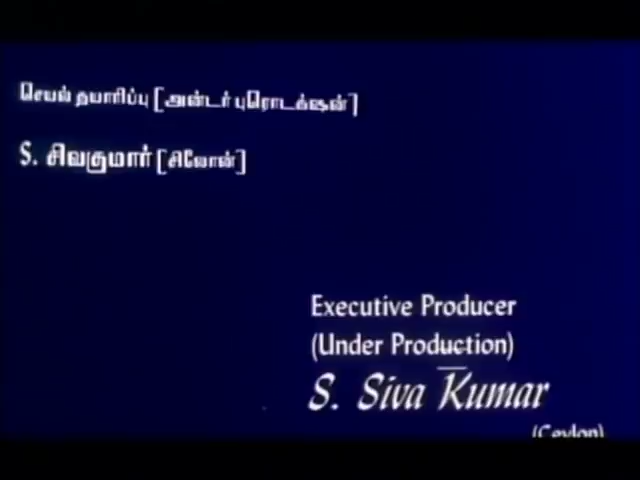 செயல் தயாரிப்பு [அன்டர் புரொடக்ஷன்]
S. சிவகுமார் [சிலோன்]
Executive Producer
(Under Production)
S. Siva Kumar
(Ceylon)